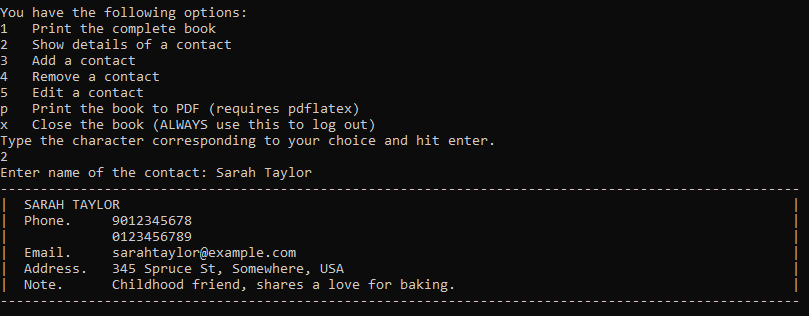 You have the following options:
1   Print the complete book
2   Show details of a contact
3   Add a contact
4   Remove a contact
5   Edit a contact
p   Print the book to PDF (requires pdflatex)
x   Close the book (ALWAYS use this to log out)
Type the character corresponding to your choice and hit enter.
2
Enter name of the contact: Sarah Taylor
----------------------------------------------------------------------------------------------------
|  SARAH TAYLOR                                                                                    |
|  Phone.     9012345678                                                                           |
|             0123456789                                                                           |
|  Email.     sarahtaylor@example.com                                                              |
|  Address.   345 Spruce St, Somewhere, USA                                                        |
|  Note.      Childhood friend, shares a love for baking.                                          |
----------------------------------------------------------------------------------------------------